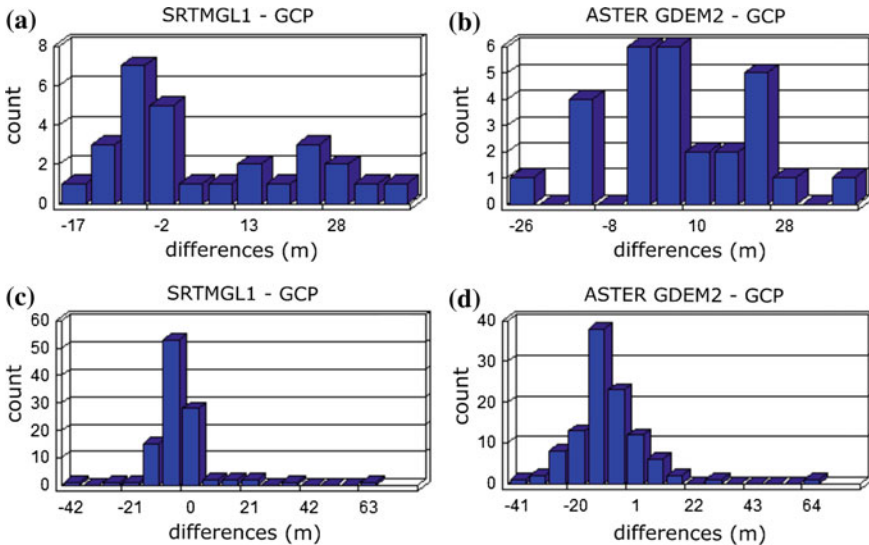 (a)
SRTMGL1 - GCP
8
6
4
2
0
count
-17 -2 13 28
differences (m)
(b)
ASTER GDEM2 - GCP
6
5
4
3
2
1
0
count
-26 -8 10 28
differences (m)
(c)
SRTMGL1 - GCP
60
50
40
30
20
10
0
count
-42 -21 0 21 42 63
differences (m)
(d)
ASTER GDEM2 - GCP
40
30
20
10
0
count
-41 -20 1 22 43 64
differences (m)